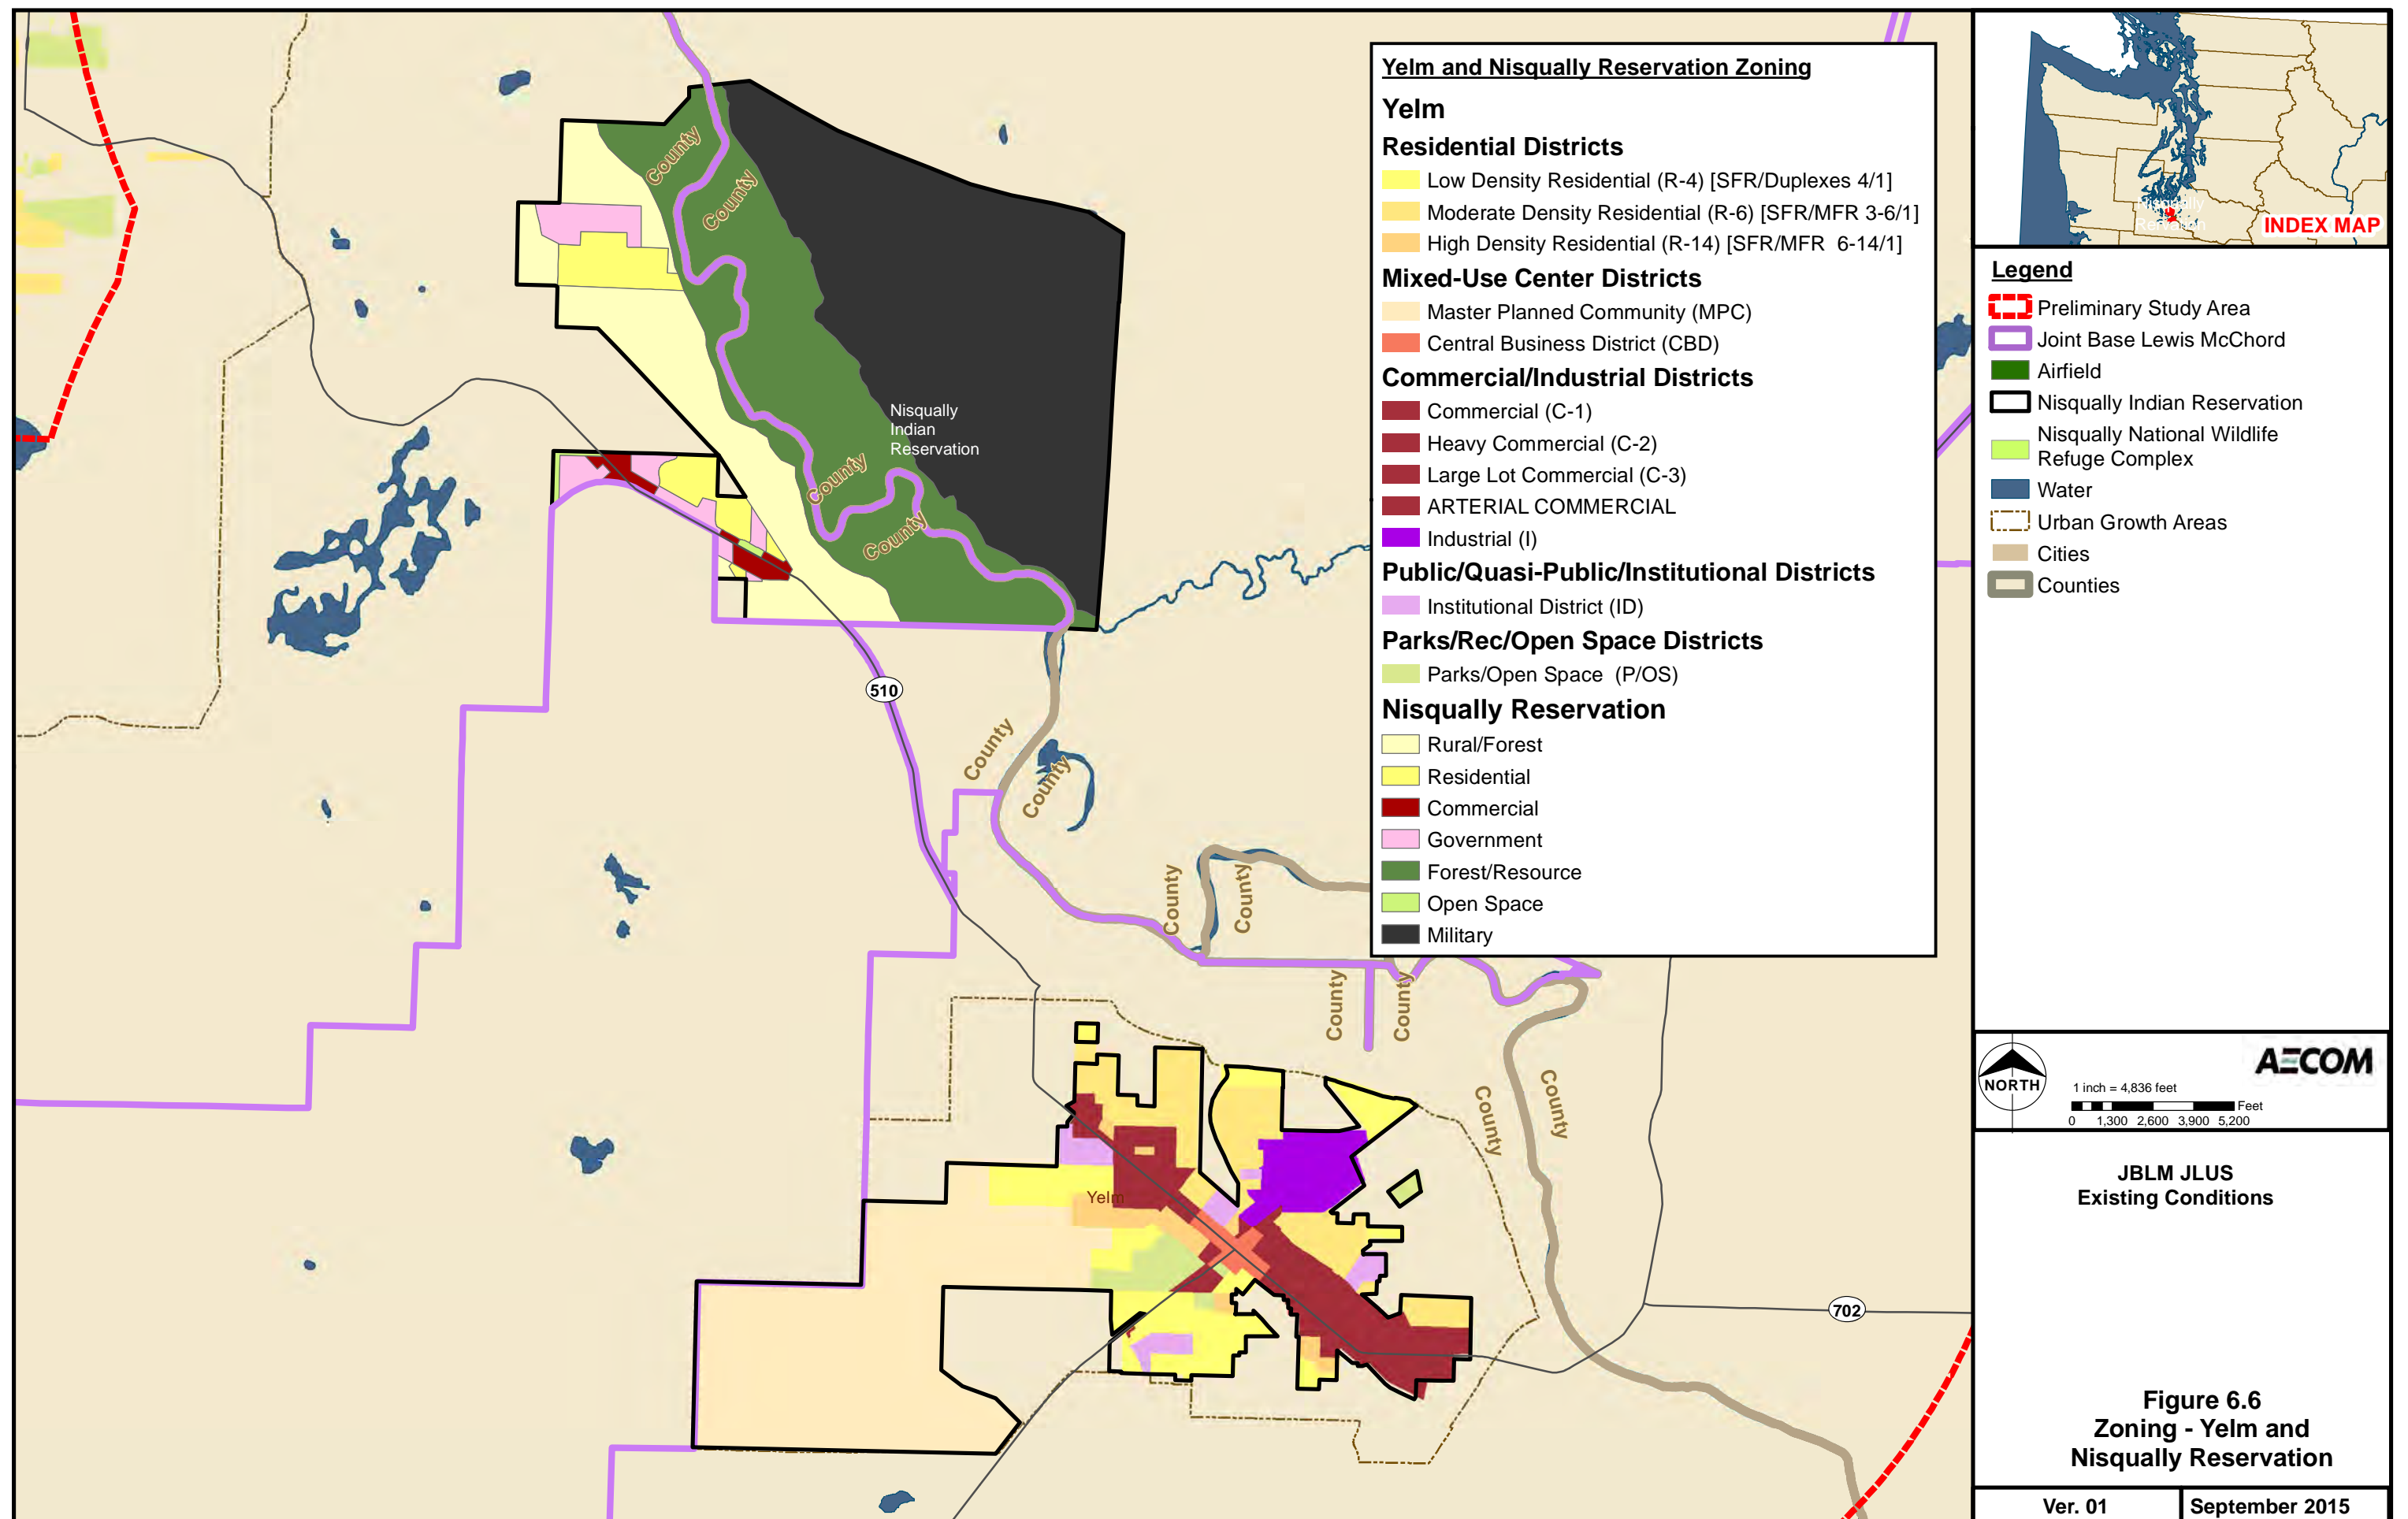 Yelm and Nisqually Reservation Zoning
Yelm
Residential Districts
Low Density Residential (R-4) [SFR/Duplexes 4/1]
Moderate Density Residential (R-6) [SFR/MFR 3-6/1]
High Density Residential (R-14) [SFR/MFR 6-14/1]
Mixed-Use Center Districts
Master Planned Community (MPC)
Central Business District (CBD)
Commercial/Industrial Districts
Commercial (C-1)
Heavy Commercial (C-2)
Large Lot Commercial (C-3)
ARTERIAL COMMERCIAL
Industrial (I)
Public/Quasi-Public/Institutional Districts
Institutional District (ID)
Parks/Rec/Open Space Districts
Parks/Open Space (P/OS)
Nisqually Reservation
Rural/Forest
Residential
Commercial
Government
Forest/Resource
Open Space
Military
County
County
Nisqually
Indian
Reservation
County
County
510
County
County
County
County
County
County
County
County
Yelm
702
INDEX MAP
Legend
Preliminary Study Area
Joint Base Lewis McChord
Airfield
Nisqually Indian Reservation
Nisqually National Wildlife
Refuge Complex
Water
Urban Growth Areas
Cities
Counties
NORTH
AECOM
1 inch = 4,836 feet
Feet
0 1,300 2,600 3,900 5,200
JBLM JLUS
Existing Conditions
Figure 6.6
Zoning - Yelm and
Nisqually Reservation
Ver. 01
September 2015